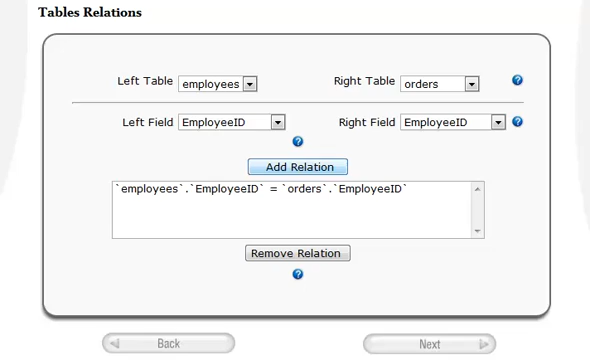 Tables Relations
Left Table employees Right Table orders
Left Field EmployeeID Right Field EmployeeID
Add Relation
`employees`.`EmployeeID` = `orders`.`EmployeeID`
Remove Relation
Back Next